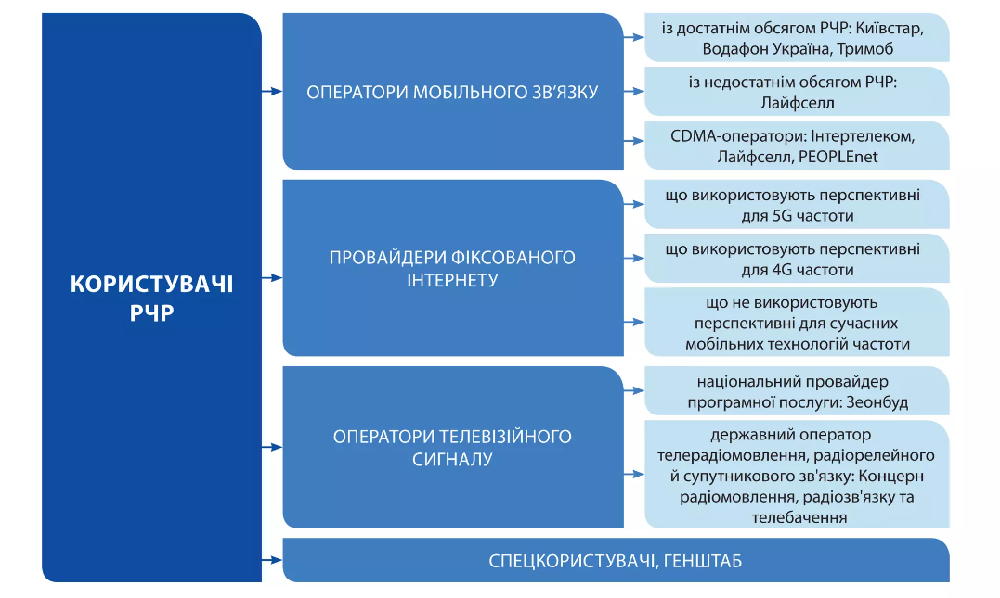 КОРИСТУВАЧІ
РЧР
ОПЕРАТОРИ МОБІЛЬНОГО ЗВ’ЯЗКУ
із достатнім обсягом РЧР: Київстар,
Водафон Україна, Тримоб
із недостатнім обсягом РЧР:
Лайфселл
CDMA-оператори: Інтертелеком,
Лайфселл, PEOPLEnet
ПРОВАЙДЕРИ ФІКСОВАНОГО
ІНТЕРНЕТУ
що використовують перспективні
для 5G частоти
що використовують перспективні
для 4G частоти
що не використовують
перспективні для сучасних
мобільних технологій частоти
ОПЕРАТОРИ ТЕЛЕВІЗІЙНОГО
СИГНАЛУ
національний провайдер
програмної послуги: Зеонбуд
державний оператор
телерадіомовлення, радіорелейного
й супутникового зв'язку: Концерн
радіомовлення, радіозв'язку та
телебачення
СПЕЦКОРИСТУВАЧІ, ГЕНШТАБ